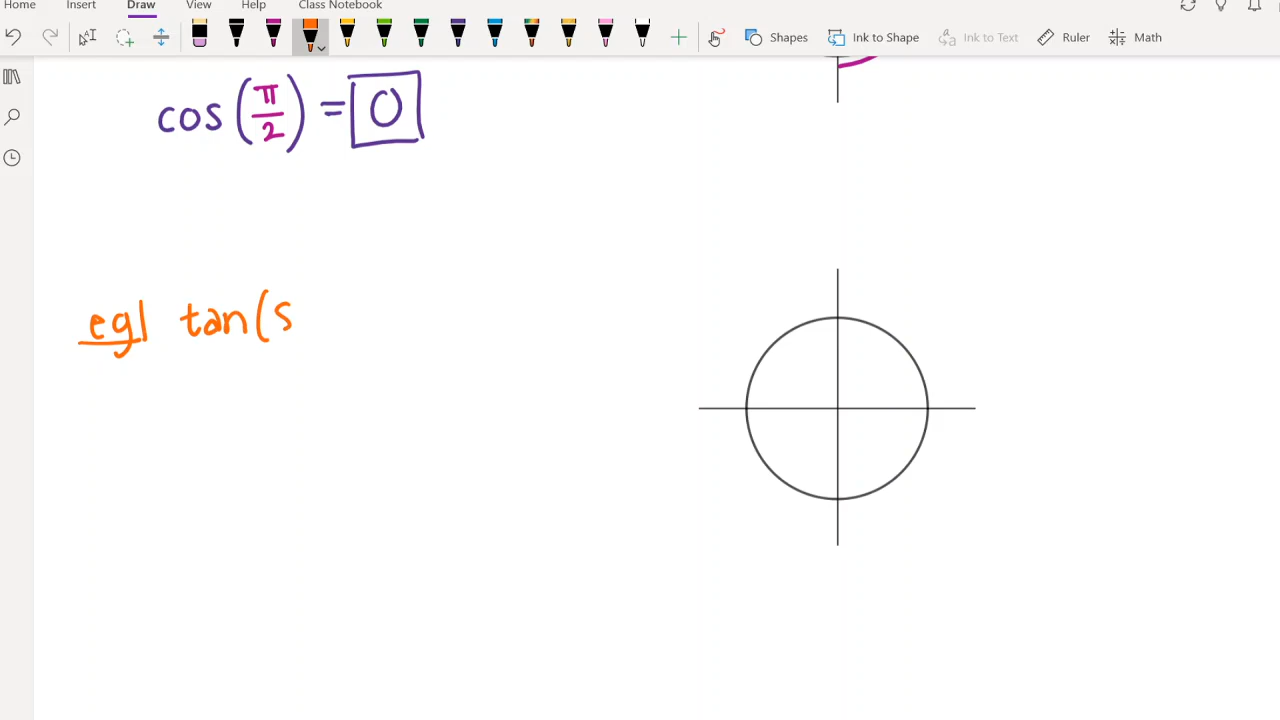 Home Insert Draw View Help Class Notebook
Shapes Ink to Shape Ink to Text Ruler Math
cos(π/2) = 0
eg] tan(s